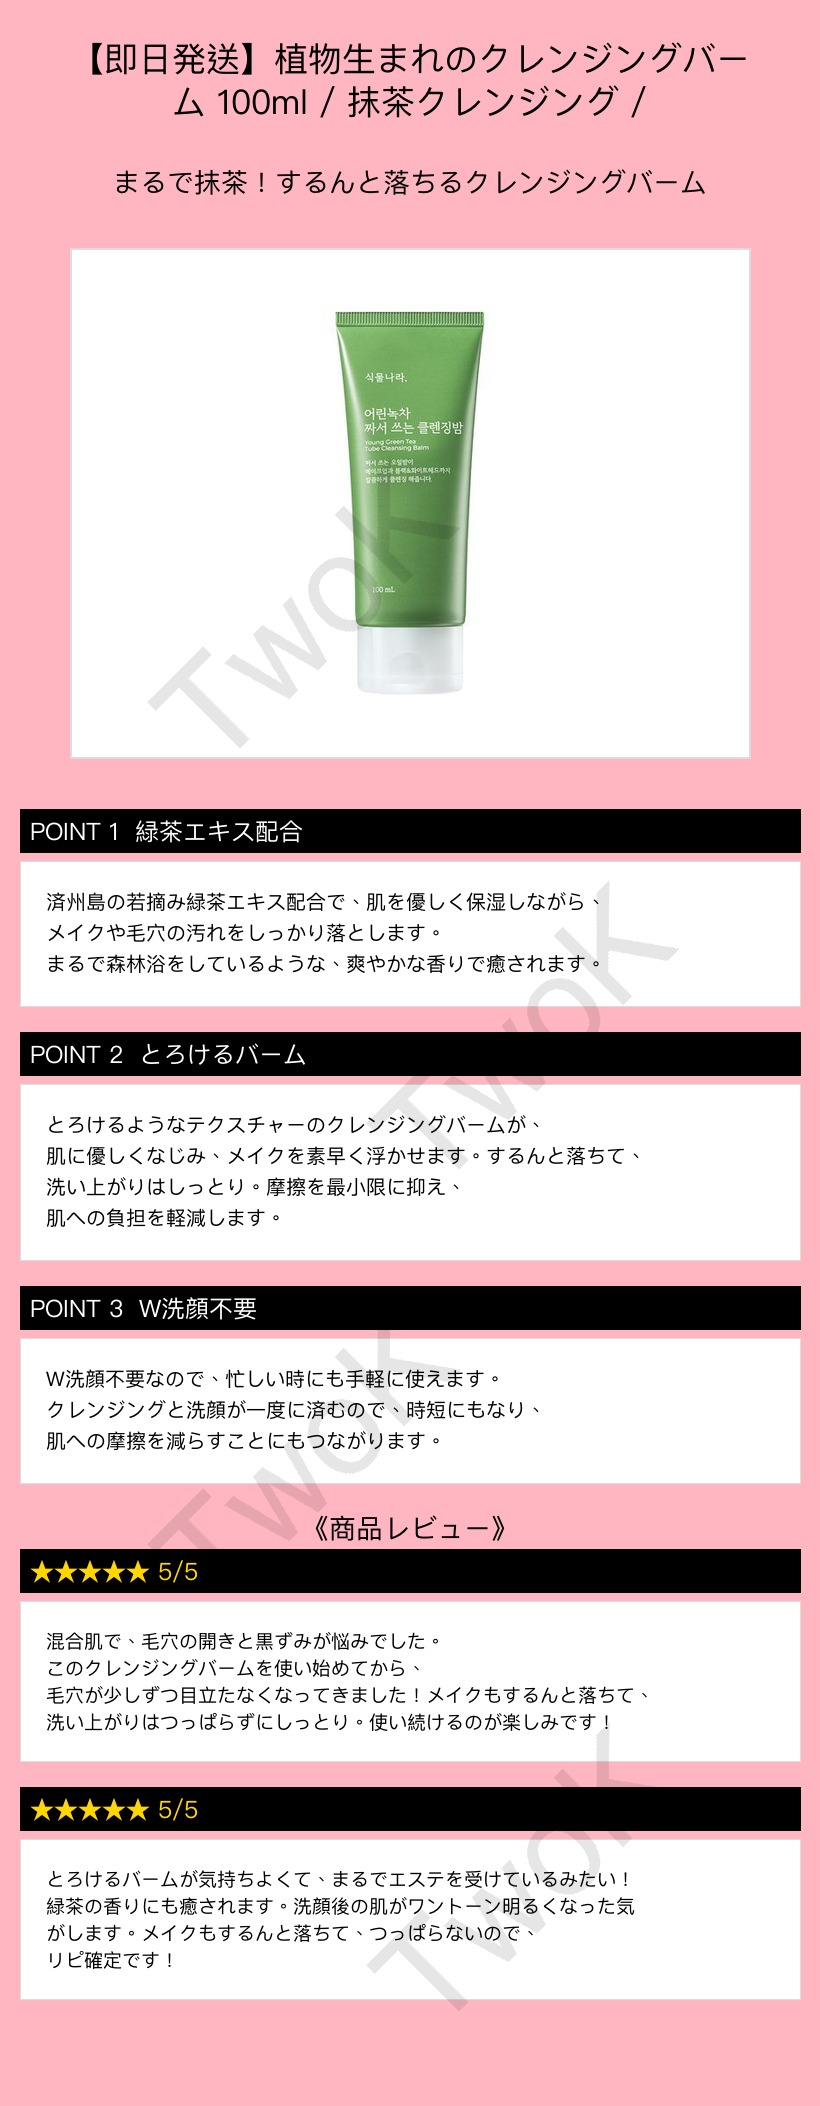 【即日発送】植物生まれのクレンジングバー
ム 100ml / 抹茶クレンジング /
まるで抹茶！するんと落ちるクレンジングバーム
식물나라.
어린녹차
짜서 쓰는 클렌징밤
Young Green Tea
Tube Cleansing Balm
짜서 쓰는 오일밤이
메이크업과 블랙&화이트헤드까지
깔끔하게 클렌징 해줍니다.
100 mL
TwoK
POINT 1 緑茶エキス配合
済州島の若摘み緑茶エキス配合で、肌を優しく保湿しながら、
メイクや毛穴の汚れをしっかり落とします。
まるで森林浴をしているような、爽やかな香りで癒されます。
TwoK
POINT 2 とろけるバーム
とろけるようなテクスチャーのクレンジングバームが、
肌に優しくなじみ、メイクを素早く浮かせます。するんと落ちて、
洗い上がりはしっとり。摩擦を最小限に抑え、
肌への負担を軽減します。
POINT 3 W洗顔不要
W洗顔不要なので、忙しい時にも手軽に使えます。
クレンジングと洗顔が一度に済むので、時短にもなり、
肌への摩擦を減らすことにもつながります。
TwoK
《商品レビュー》
★★★★★ 5/5
混合肌で、毛穴の開きと黒ずみが悩みでした。
このクレンジングバームを使い始めてから、
毛穴が少しずつ目立たなくなってきました！メイクもするんと落ちて、
洗い上がりはつっぱらずにしっとり。使い続けるのが楽しみです！
★★★★★ 5/5
とろけるバームが気持ちよくて、まるでエステを受けているみたい！
緑茶の香りにも癒されます。洗顔後の肌がワントーン明るくなった気
がします。メイクもするんと落ちて、つっぱらないので、
リピ確定です！
TwoK